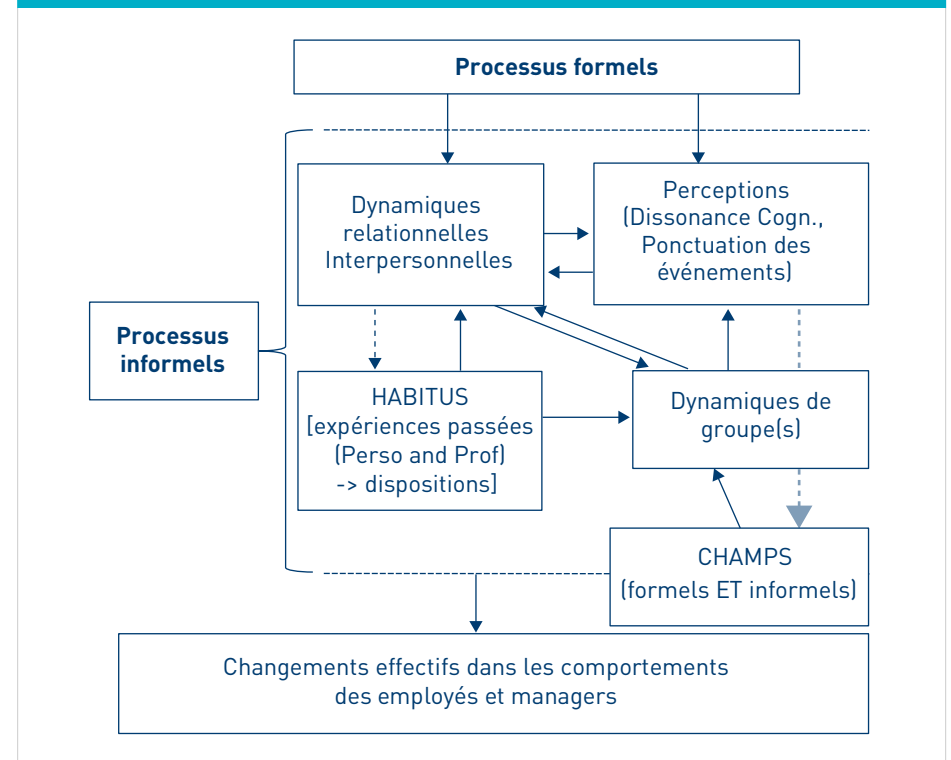 Processus formels
Dynamiques
relationnelles
Interpersonnelles
Perceptions
(Dissonance Cogn.,
Ponctuation des
événements)
Processus
informels
HABITUS
[expériences passées
(Perso and Prof)
-> dispositions]
Dynamiques de
groupe(s)
CHAMPS
(formels ET informels)
Changements effectifs dans les comportements
des employés et managers